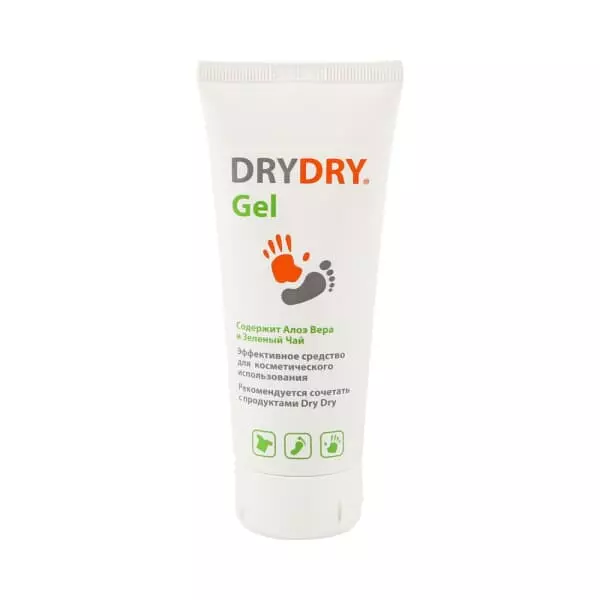 DRYDRY®
Gel
Содержит Алоэ Вера
и Зеленый Чай
Эффективное средство
для косметического
использования
Рекомендуется сочетать
с продуктами Dry Dry